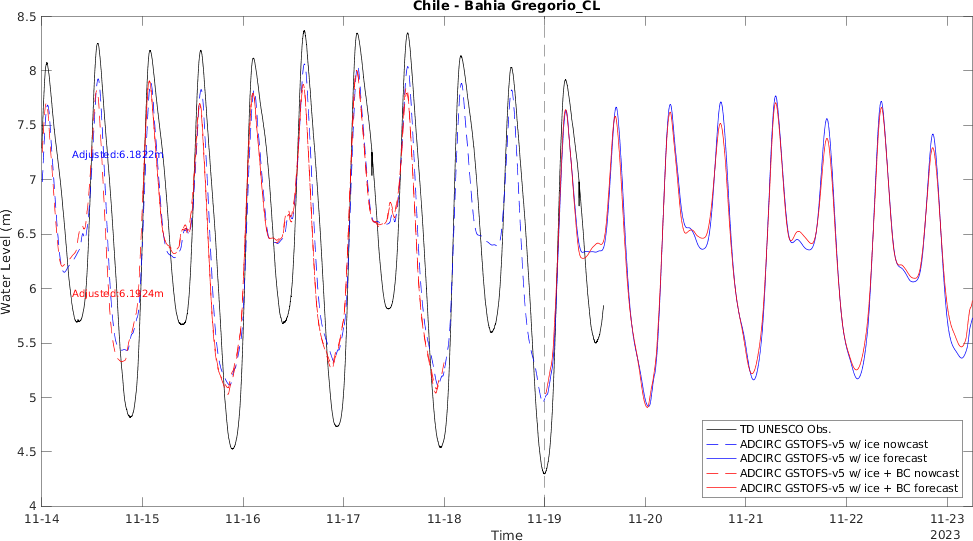 Chile - Bahia Gregorio_CL
8.5
8
7.5
7
6.5
6
5.5
5
4.5
4
Water Level (m)
Adjusted:6.1822m
Adjusted:6.1924m
TD UNESCO Obs.
ADCIRC GSTOFS-v5 w/ ice nowcast
ADCIRC GSTOFS-v5 w/ ice forecast
ADCIRC GSTOFS-v5 w/ ice + BC nowcast
ADCIRC GSTOFS-v5 w/ ice + BC forecast
11-14 11-15 11-16 11-17 11-18 11-19 11-20 11-21 11-22 11-23
Time
2023